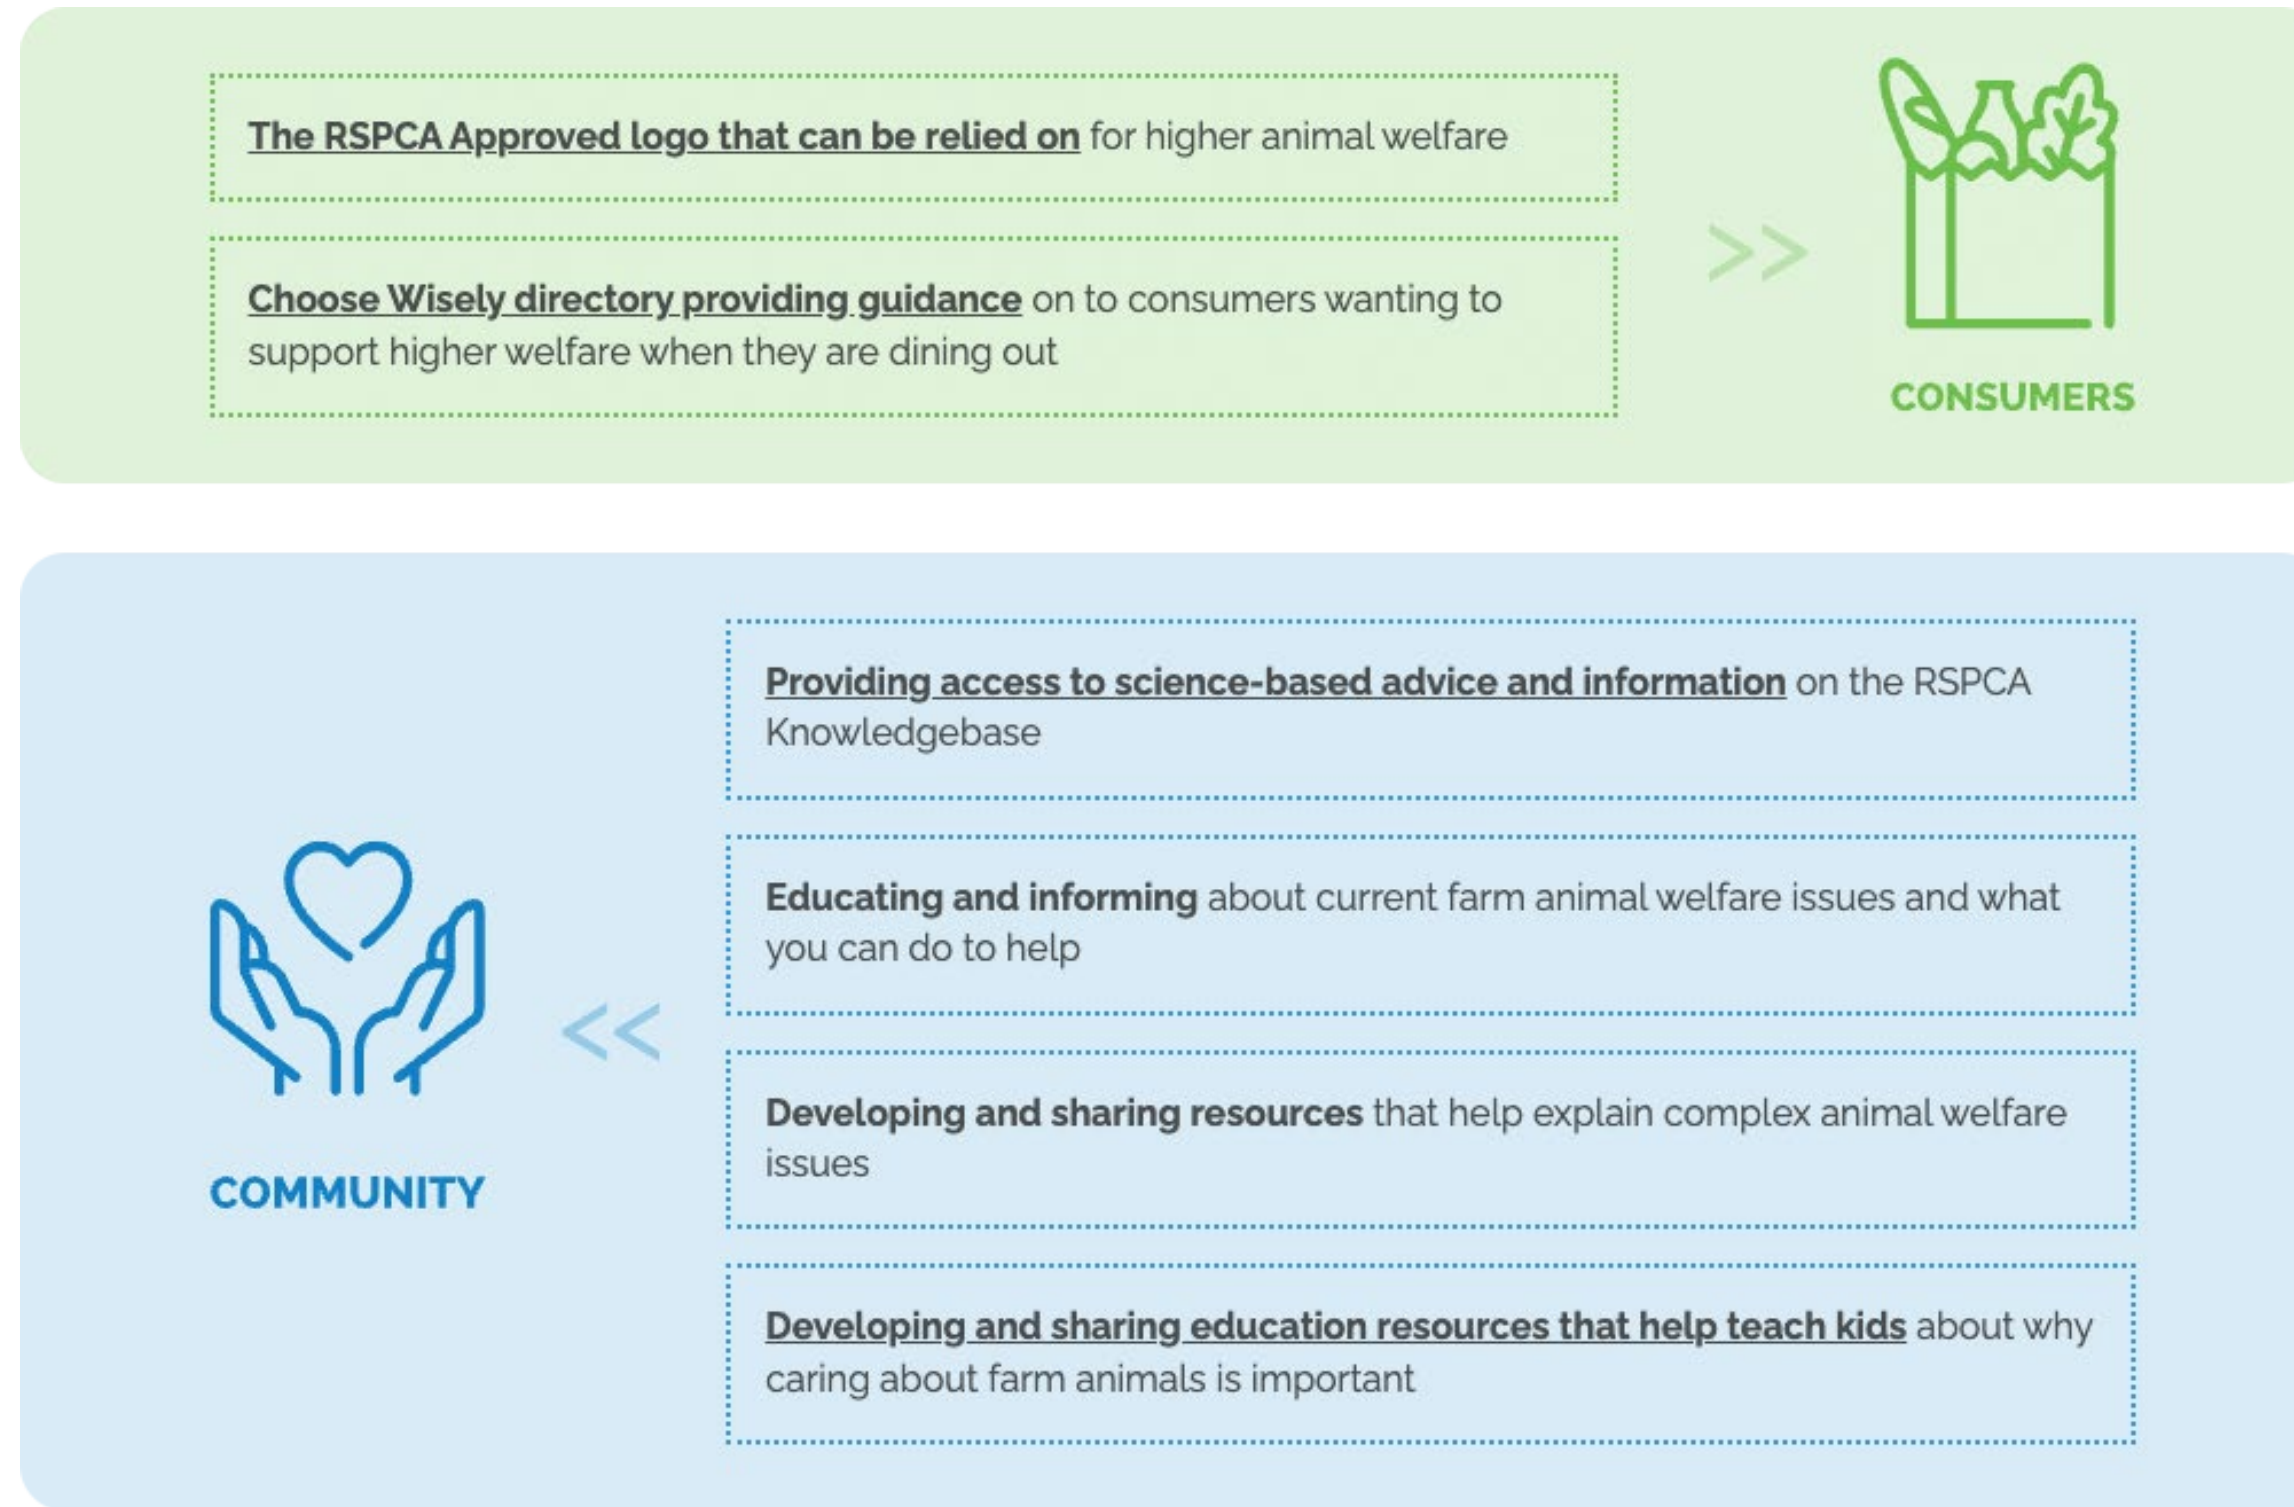 The RSPCA Approved logo that can be relied on for higher animal welfare
Choose Wisely directory providing guidance on to consumers wanting to
support higher welfare when they are dining out
>>
CONSUMERS
Providing access to science-based advice and information on the RSPCA
Knowledgebase
Educating and informing about current farm animal welfare issues and what
you can do to help
<<
Developing and sharing resources that help explain complex animal welfare
issues
COMMUNITY
Developing and sharing education resources that help teach kids about why
caring about farm animals is important